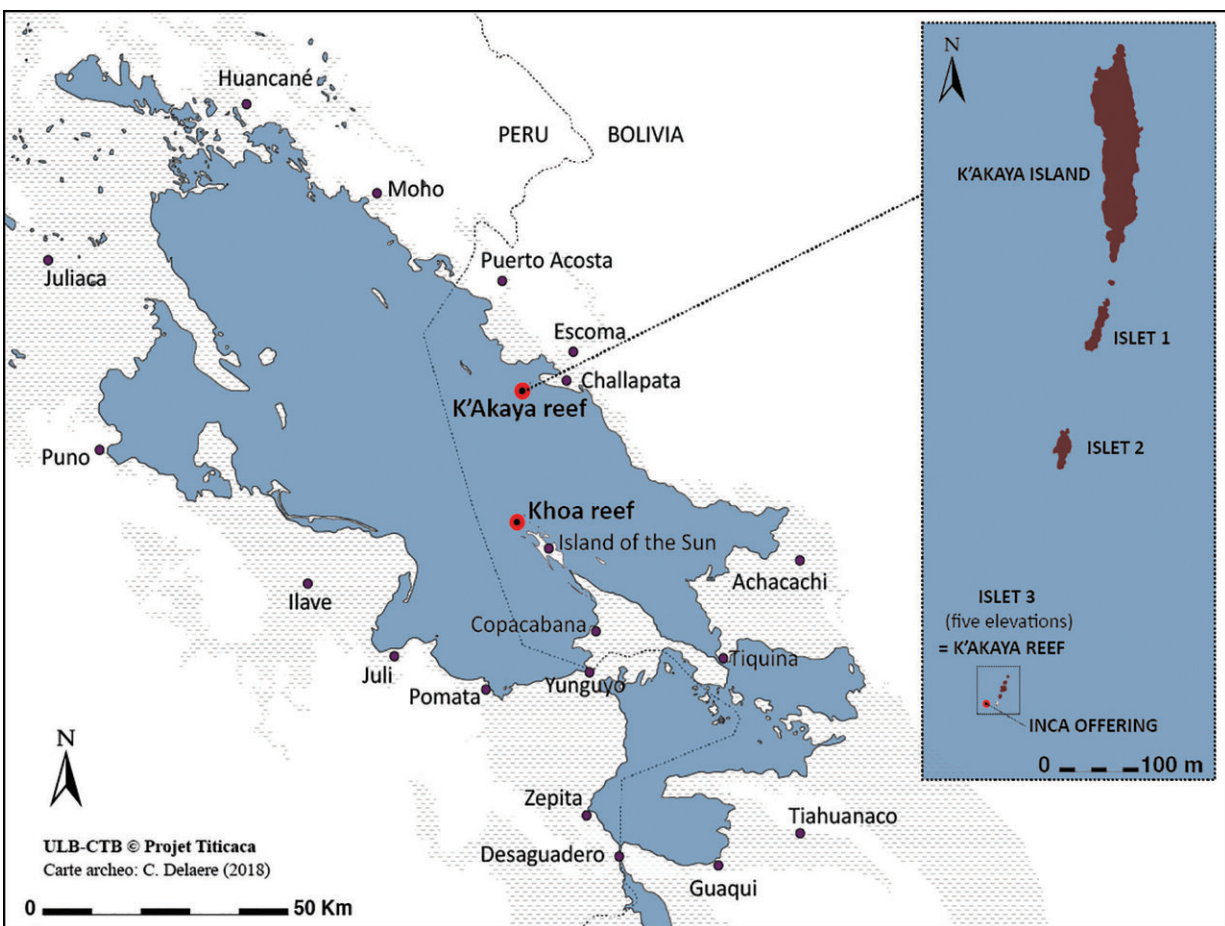 Huancané
PERU
BOLIVIA
Moho
Juliaca
Puerto Acosta
Escoma
Challapata
K'Akaya reef
Puno
Khoa reef
Island of the Sun
Achacachi
Ilave
Copacabana
Juli
Tiquina
Yunguyo
Pomata
N
Zepita
Tiahuanaco
Desaguadero
Guaqui
ULB-CTB © Projet Titicaca
Carte archeo: C. Delaere (2018)
0 50 Km
N
K'AKAYA ISLAND
ISLET 1
ISLET 2
ISLET 3
(five elevations)
= K'AKAYA REEF
INCA OFFERING
0 100 m